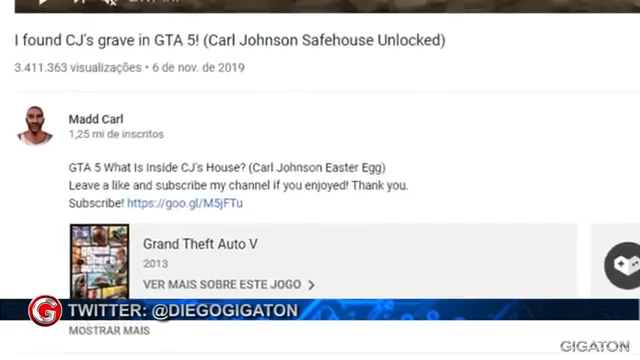 I found CJ's grave in GTA 5! (Carl Johnson Safehouse Unlocked)
3.411.363 visualizações • 6 de nov. de 2019
Madd Carl
1,25 mi de inscritos
GTA 5 What Is Inside CJ's House? (Carl Johnson Easter Egg)
Leave a like and subscribe my channel if you enjoyed! Thank you.
Subscribe! https://goo.gl/M5jFTu
Grand Theft Auto V
2013
VER MAIS SOBRE ESTE JOGO
G TWITTER: @DIEGOGIGATON
MOSTRAR MAIS
GIGATON